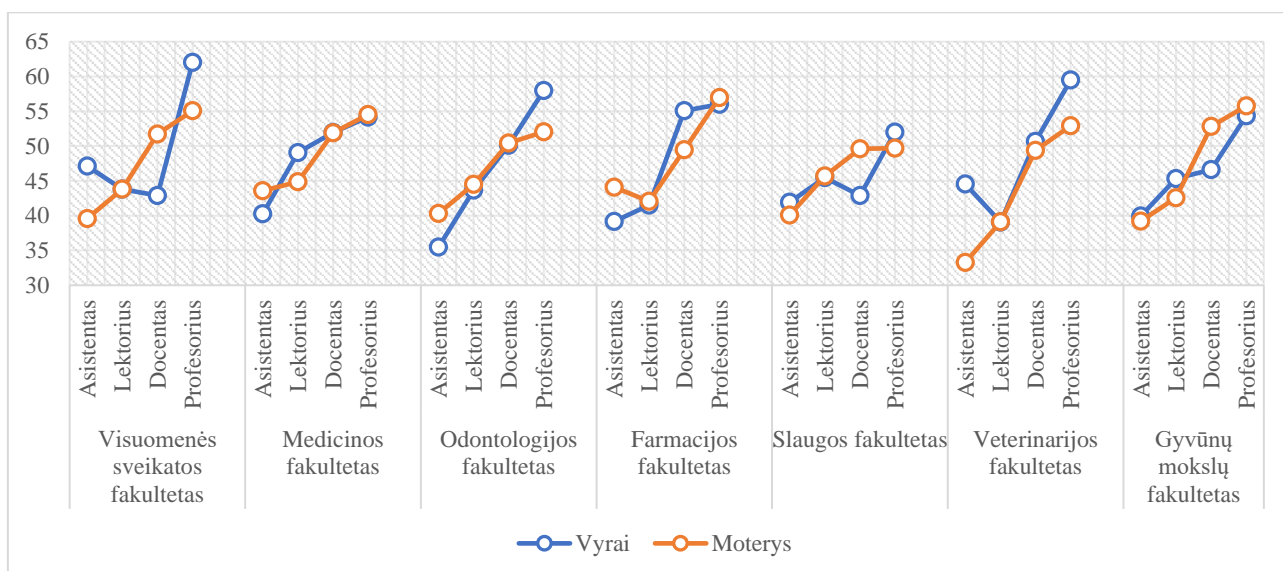 65
60
55
50
45
40
35
30
Asistentas
Lektorius
Docentas
Profesorius
Asistentas
Lektorius
Docentas
Profesorius
Asistentas
Lektorius
Docentas
Profesorius
Asistentas
Lektorius
Docentas
Profesorius
Asistentas
Lektorius
Docentas
Profesorius
Asistentas
Lektorius
Docentas
Profesorius
Asistentas
Lektorius
Docentas
Profesorius
Visuomenės
sveikatos
fakultetas
Medicinos
fakultetas
Odontologijos
fakultetas
Farmacijos
fakultetas
Slaugos fakultetas
Veterinarijos
fakultetas
Gyvūnų
mokslų
fakultetas
Vyrai
Moterys